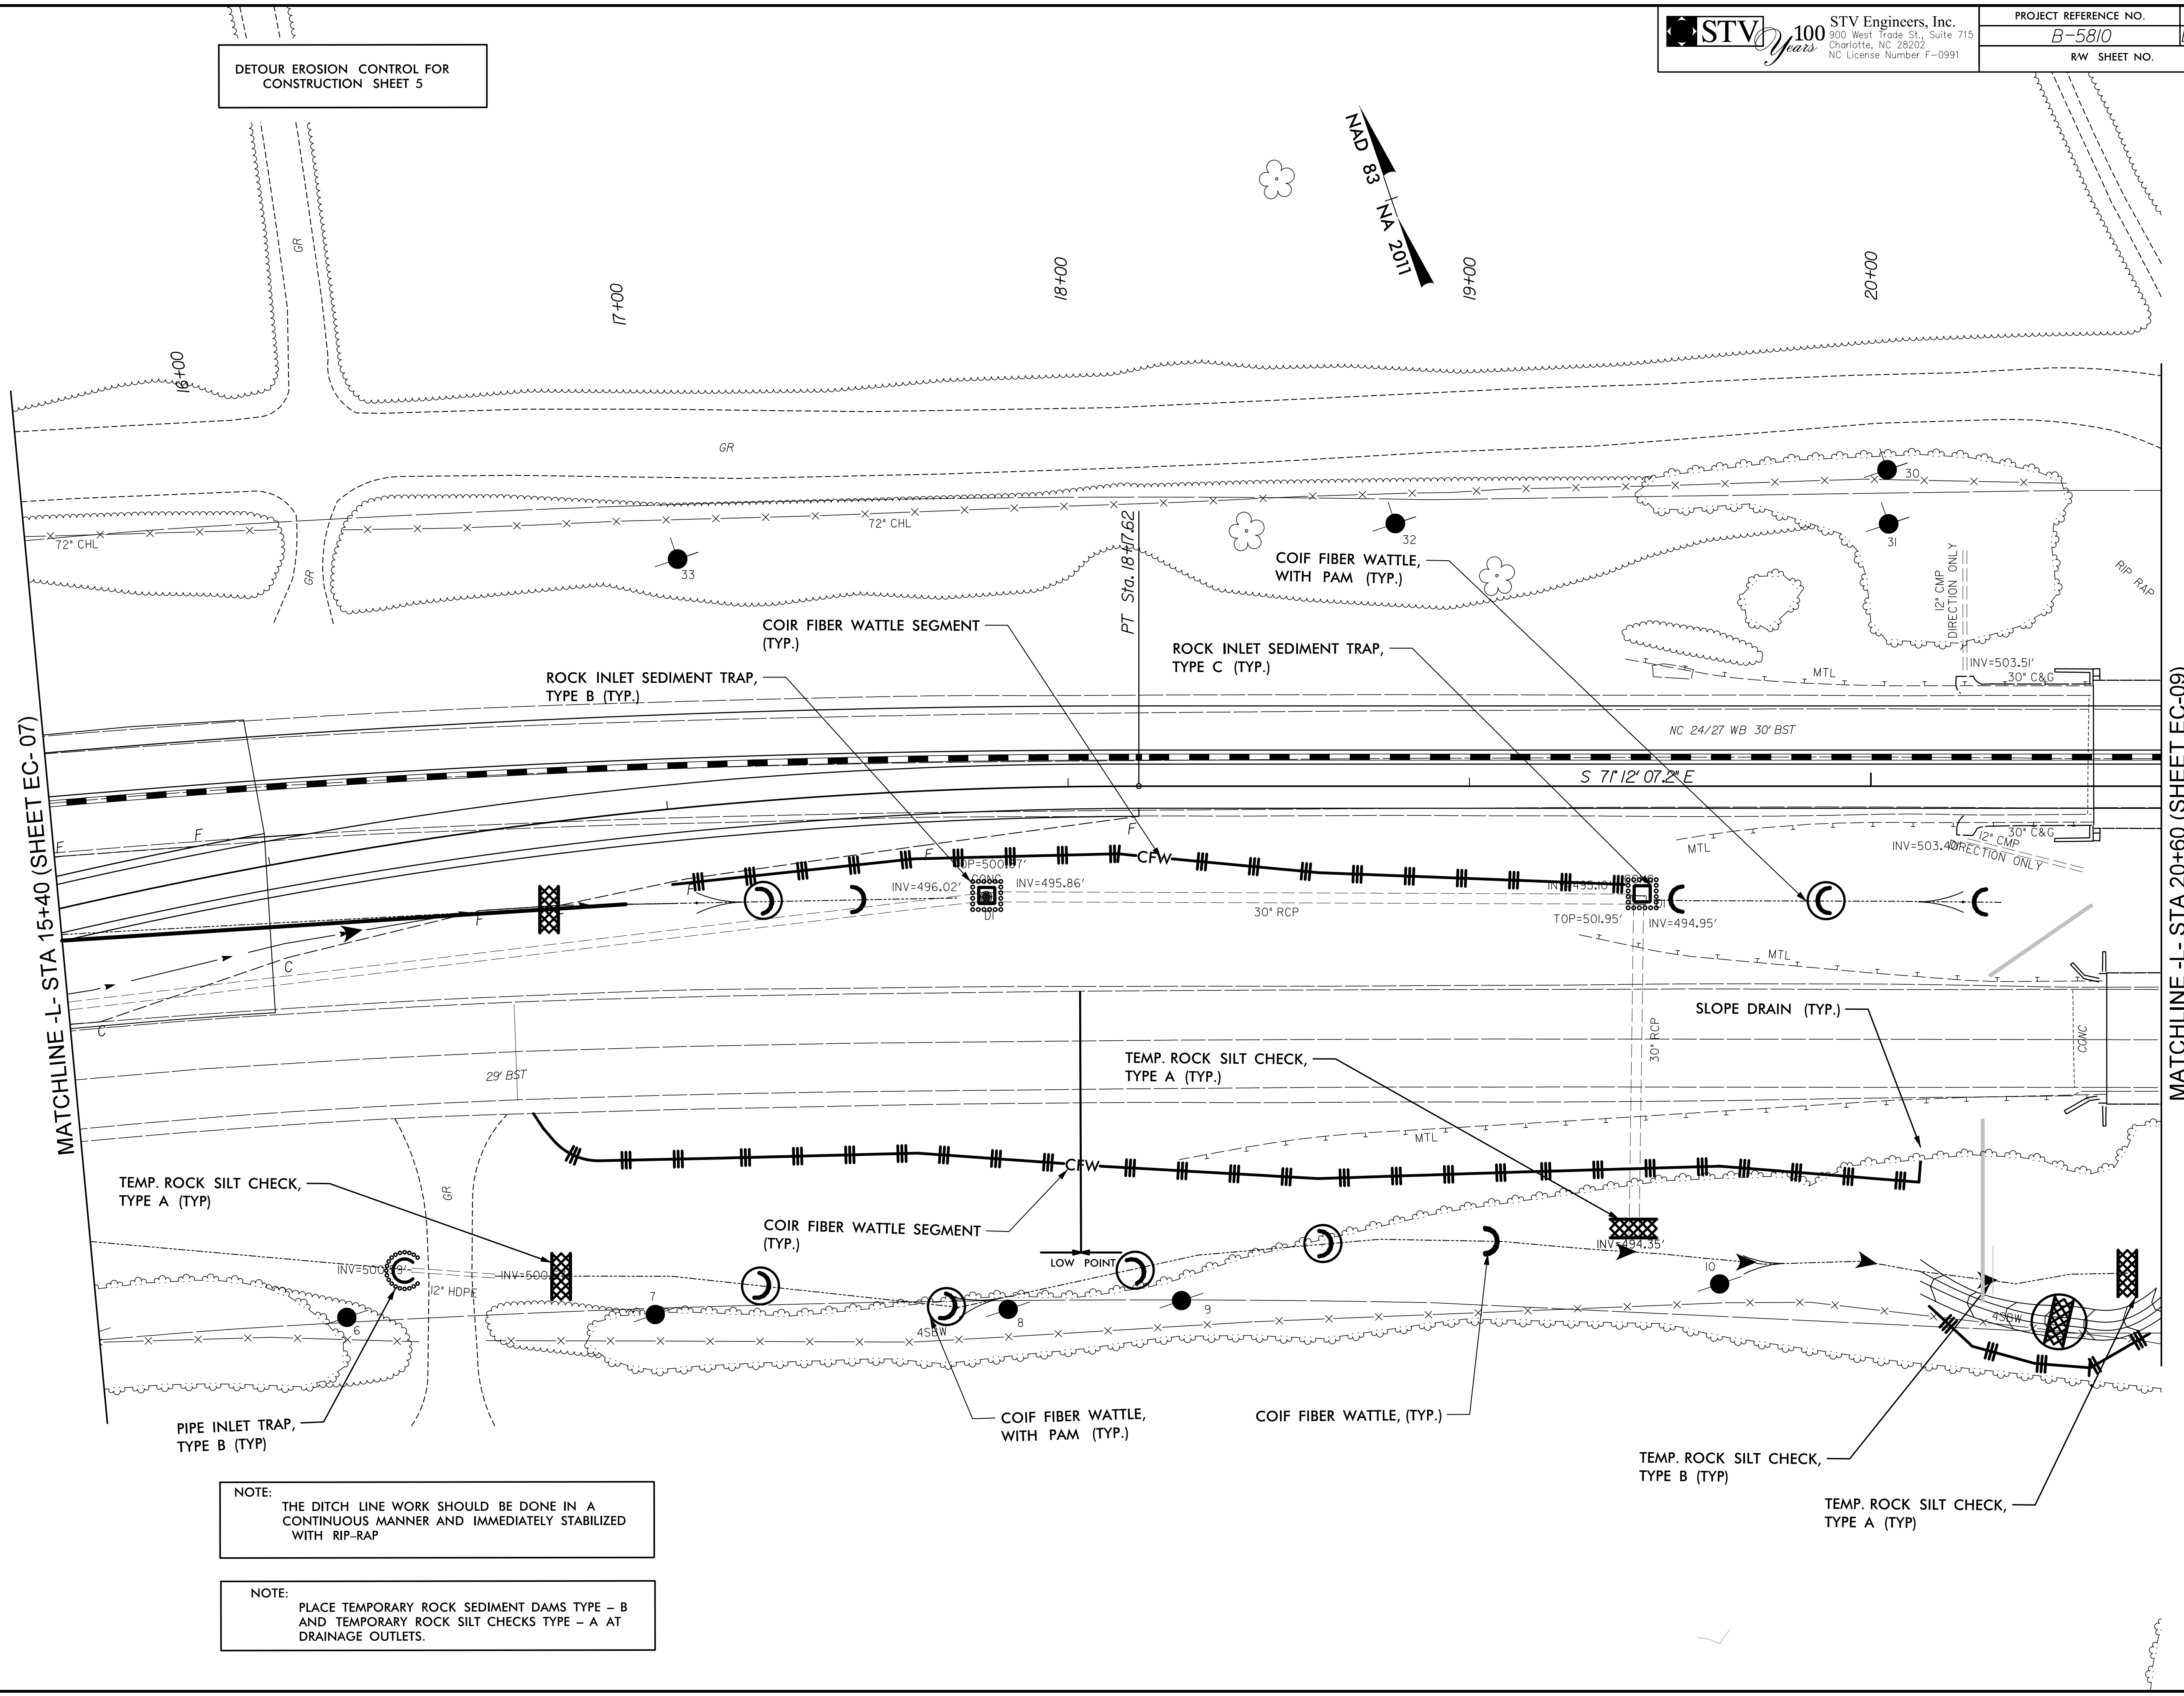 STV
100
Years
STV Engineers, Inc.
900 West Trade St., Suite 715
Charlotte, NC 28202
NC License Number F-0991
PROJECT REFERENCE NO.
B-5810
R/W SHEET NO.
DETOUR EROSION CONTROL FOR
CONSTRUCTION SHEET 5
NAD 83
NA 2011
16+00
17+00
18+00
19+00
20+00
GR
GR
GR
72" CHL
72" CHL
33
32
30
31
PT Sta. 18+17.62
COIF FIBER WATTLE,
WITH PAM (TYP.)
12" CMP
DIRECTION ONLY
RIP RAP
COIR FIBER WATTLE SEGMENT
(TYP.)
ROCK INLET SEDIMENT TRAP,
TYPE C (TYP.)
ROCK INLET SEDIMENT TRAP,
TYPE B (TYP.)
MTL
INV=503.51'
30" C&G
NC 24/27 WB 30' BST
S 71° 12' 07.2" E
MATCHLINE -L- STA 15+40 (SHEET EC- 07)
MATCHLINE -L- STA 20+60 (SHEET EC-09)
F
F
F
F
F
F
C
C
CFW
CONC
INV=496.02'
INV=495.86'
DI
30" RCP
MTL
30" C&G
12" CMP
DIRECTION ONLY
TOP=501.95'
INV=494.95'
MTL
SLOPE DRAIN (TYP.)
CONC
30" RCP
29' BST
TEMP. ROCK SILT CHECK,
TYPE A (TYP.)
MTL
CFW
TEMP. ROCK SILT CHECK,
TYPE A (TYP)
GR
COIR FIBER WATTLE SEGMENT
(TYP.)
LOW POINT
INV=494.35'
12" HDPE
6
7
8
9
10
4SBW
4SBW
PIPE INLET TRAP,
TYPE B (TYP)
COIF FIBER WATTLE,
WITH PAM (TYP.)
COIF FIBER WATTLE, (TYP.)
TEMP. ROCK SILT CHECK,
TYPE B (TYP)
TEMP. ROCK SILT CHECK,
TYPE A (TYP)
NOTE:
THE DITCH LINE WORK SHOULD BE DONE IN A
CONTINUOUS MANNER AND IMMEDIATELY STABILIZED
WITH RIP-RAP
NOTE:
PLACE TEMPORARY ROCK SEDIMENT DAMS TYPE - B
AND TEMPORARY ROCK SILT CHECKS TYPE - A AT
DRAINAGE OUTLETS.